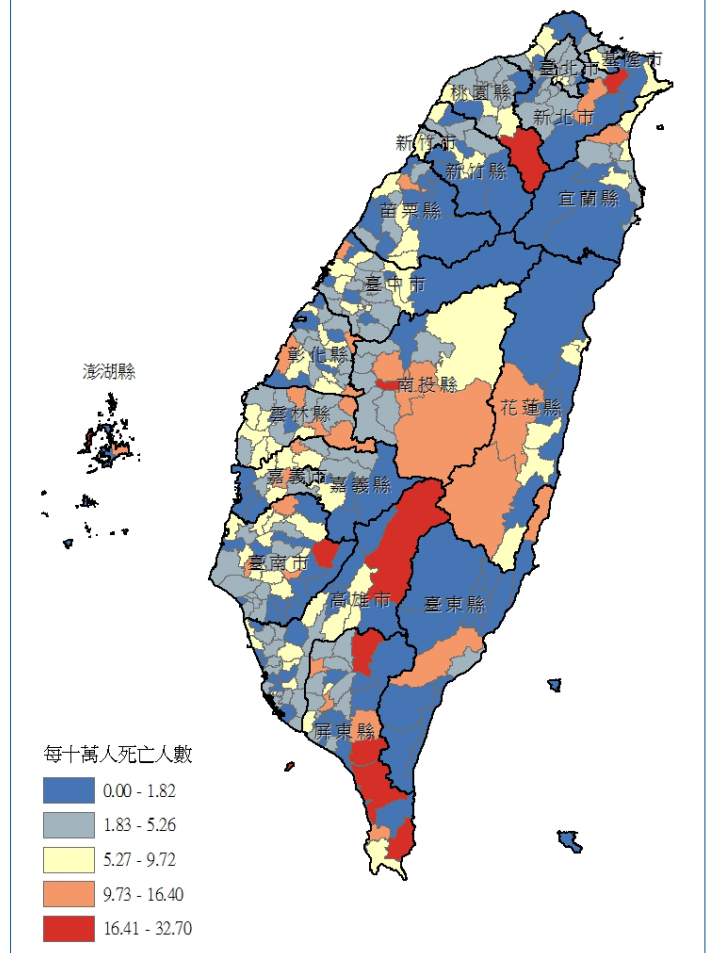 基隆市
臺北市
桃園縣
新北市
新竹市
新竹縣
宜蘭縣
苗栗縣
臺中市
彰化縣
澎湖縣
南投縣
花蓮縣
雲林縣
嘉義市
嘉義縣
臺南市
高雄市
臺東縣
屏東縣
每十萬人死亡人數
0.00 - 1.82
1.83 - 5.26
5.27 - 9.72
9.73 - 16.40
16.41 - 32.70